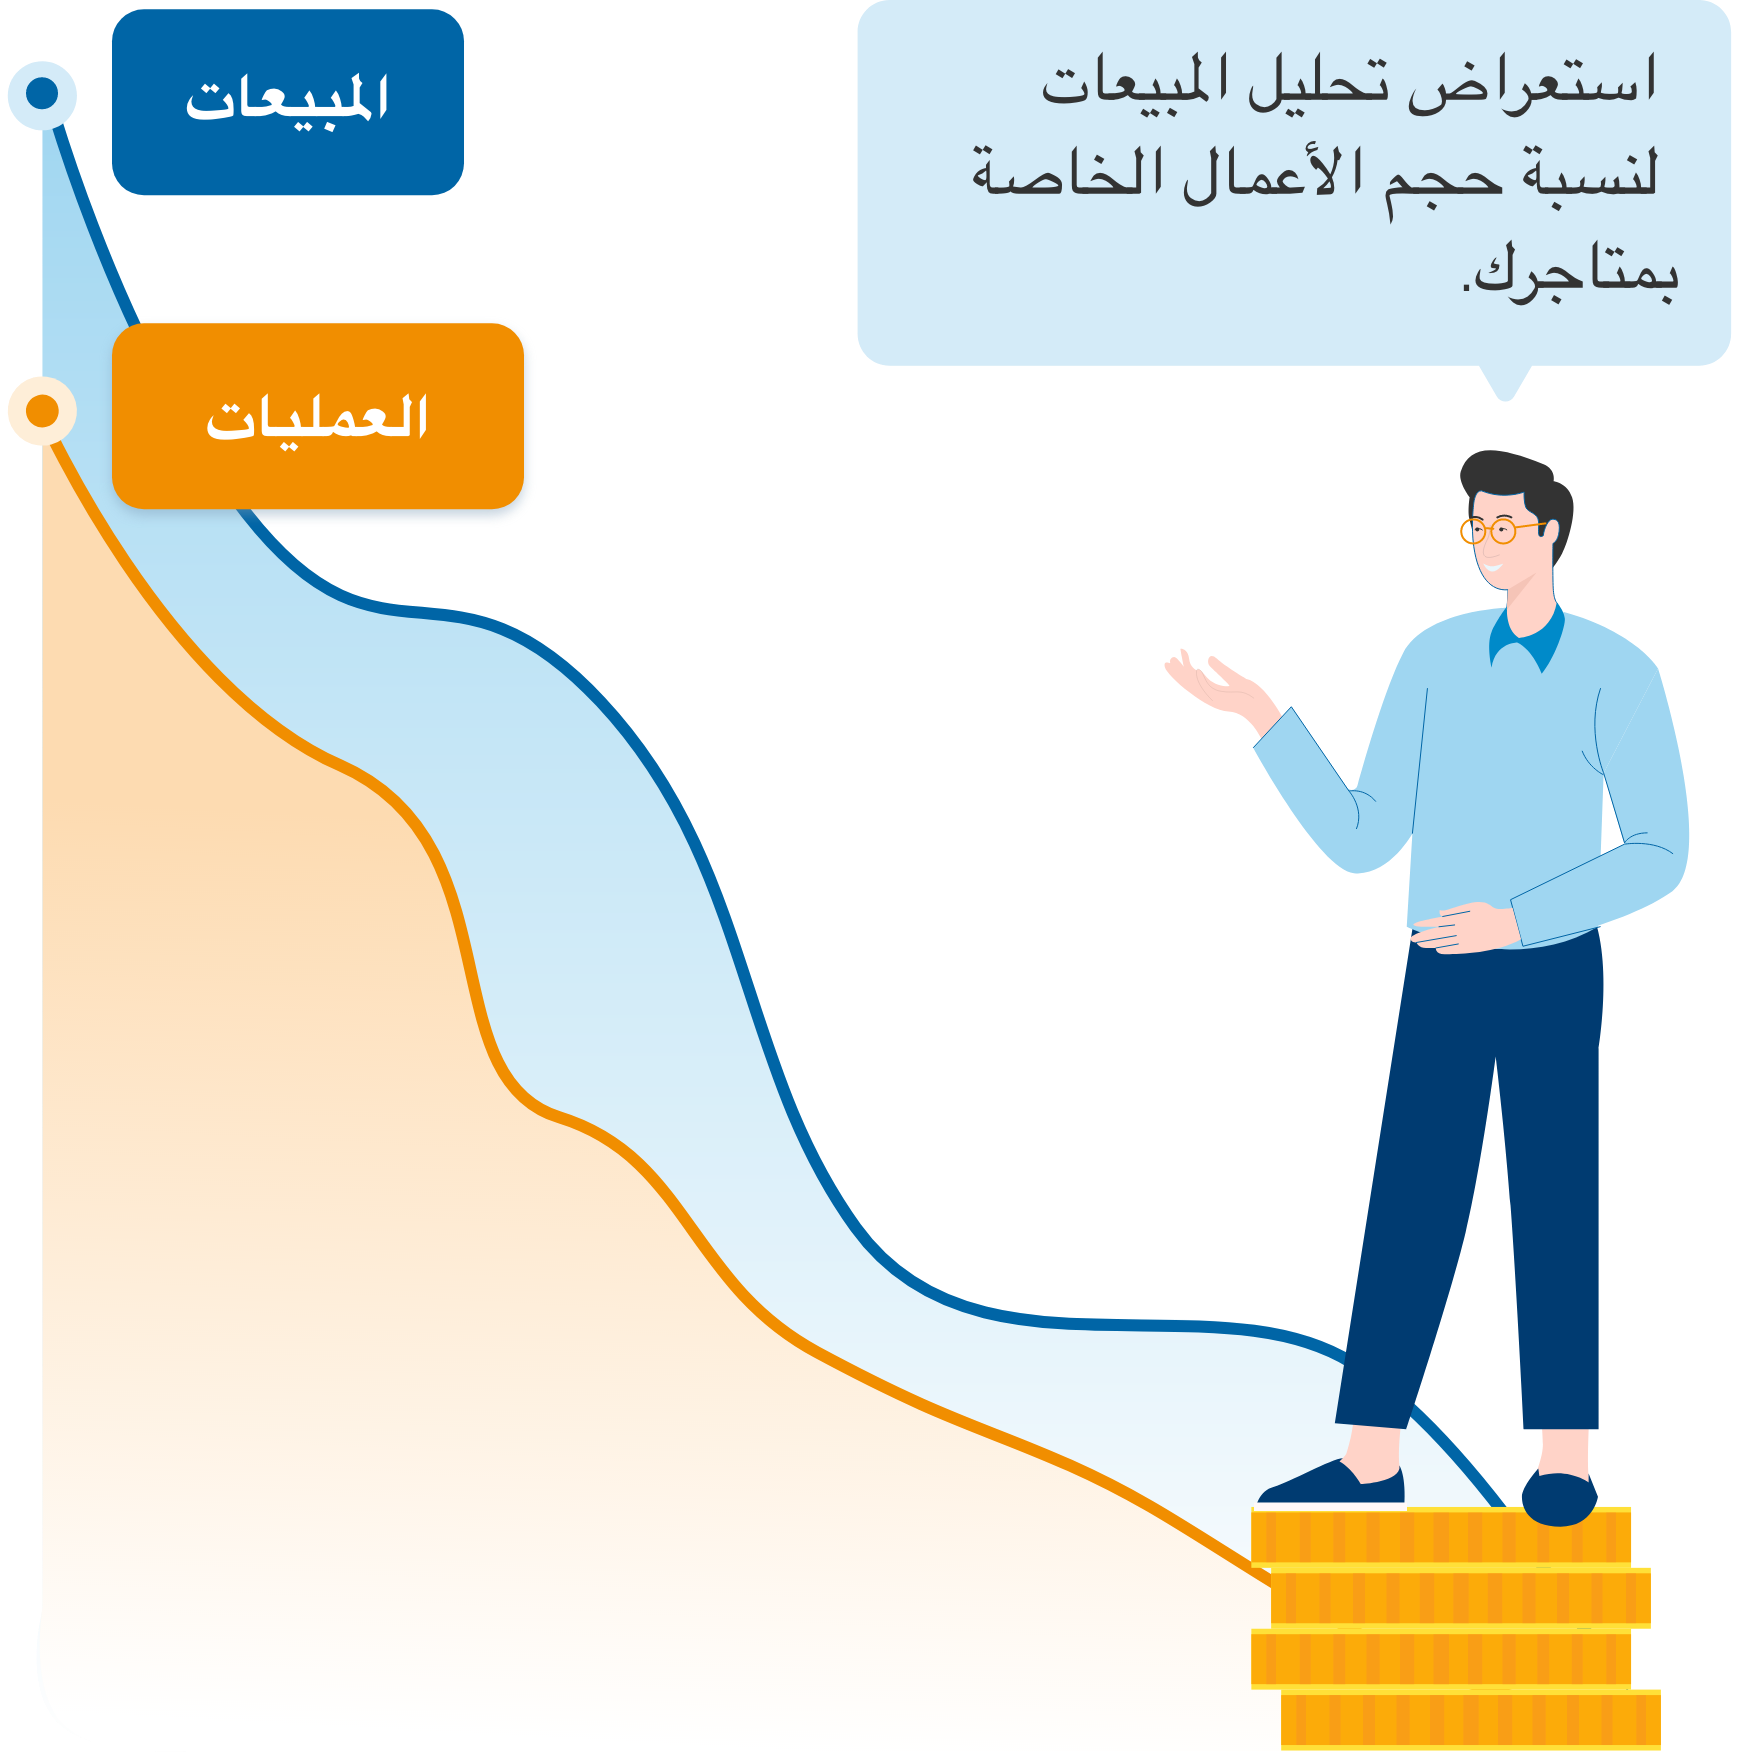 المبيعات
العمليات
استعراض تحليل المبيعات
لنسبة حجم الأعمال الخاصة
بمتاجرك.